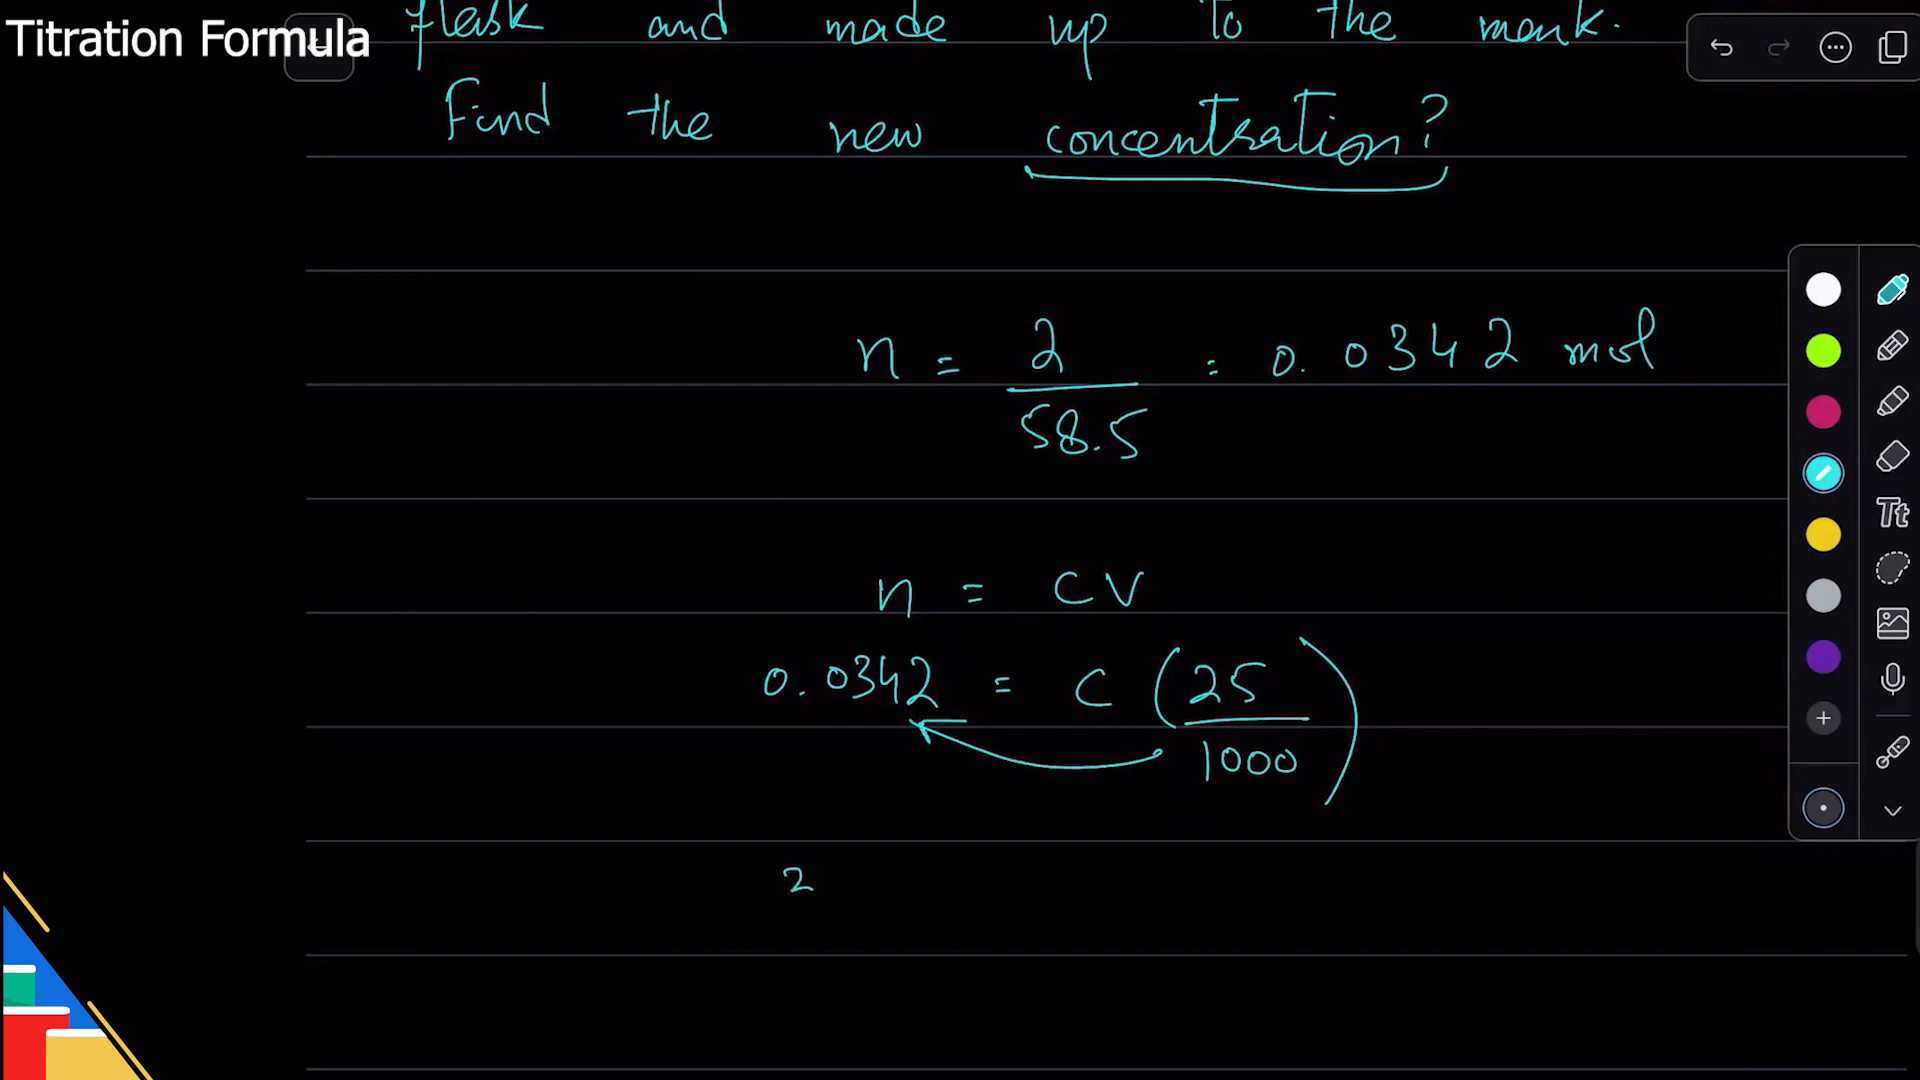 Titration Formula
flask and made up to the mark.
Find the new concentration?
n = 2/58.5 = 0.0342 mol
n = CV
0.0342 = C (25/1000)
2
Tt